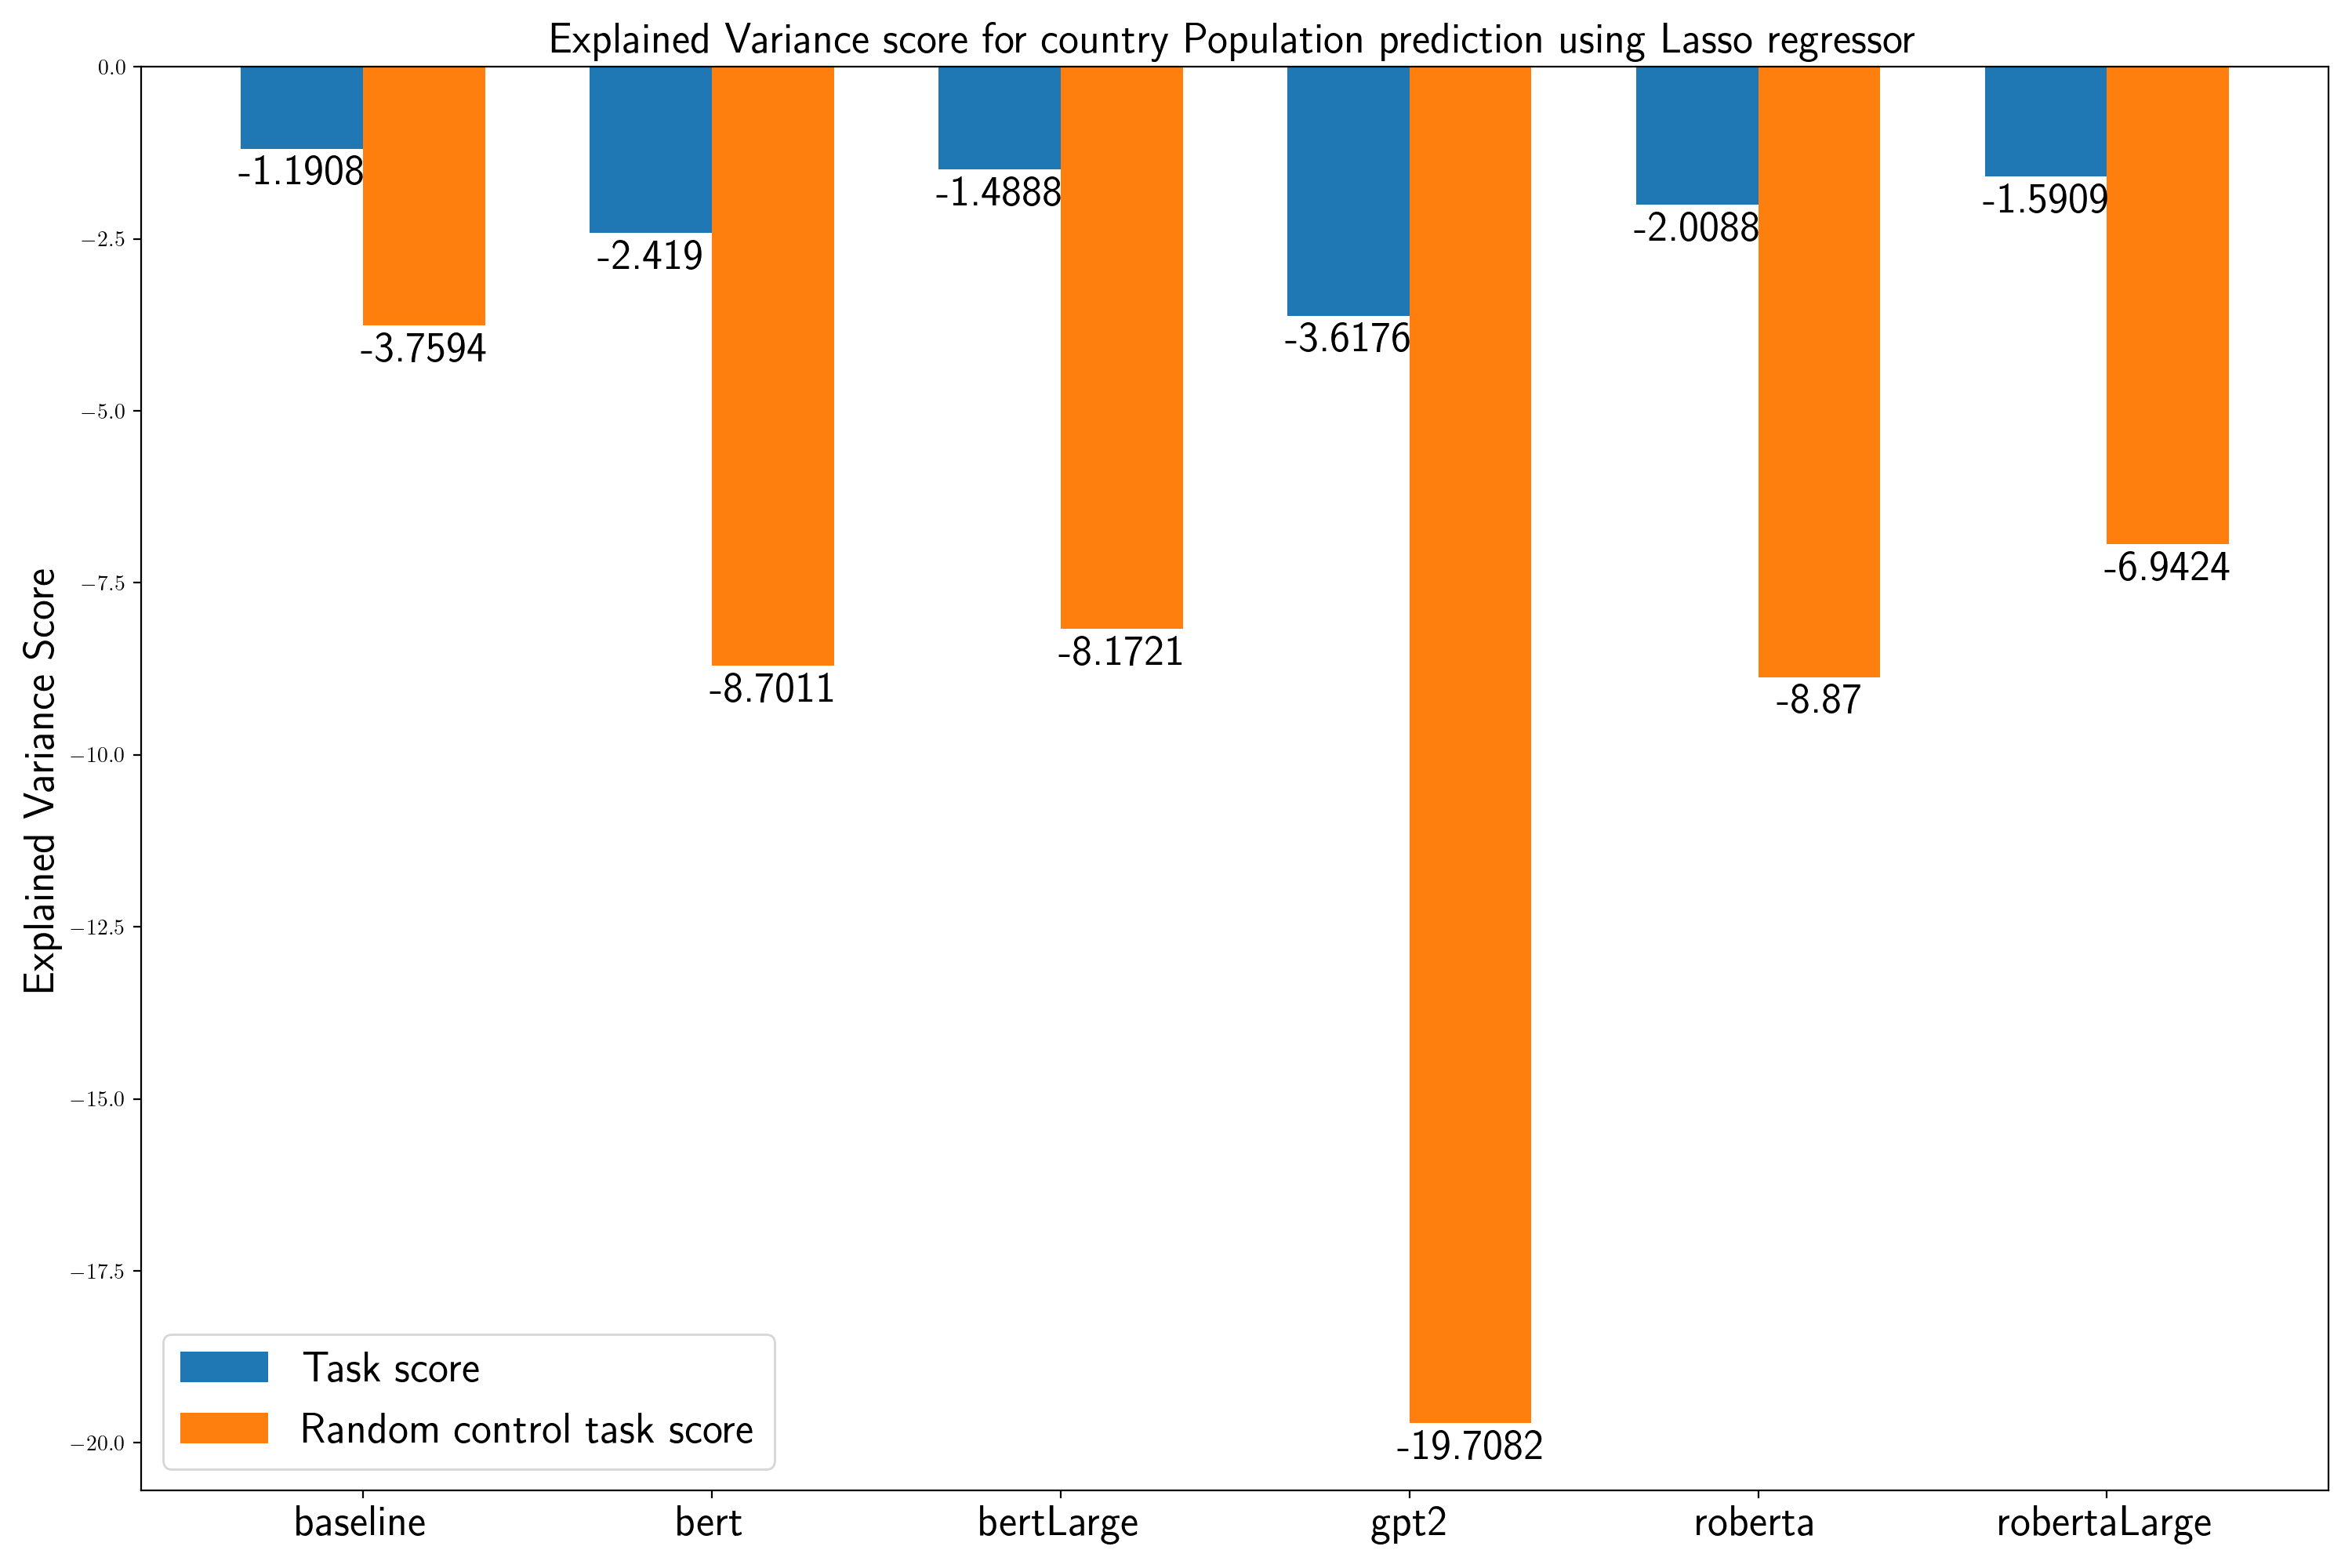 Explained Variance score for country Population prediction using Lasso regressor
Explained Variance Score
0.0
−2.5
−5.0
−7.5
−10.0
−12.5
−15.0
−17.5
−20.0
-1.1908
-3.7594
-2.419
-8.7011
-1.4888
-8.1721
-3.6176
-19.7082
-2.0088
-8.87
-1.5909
-6.9424
Task score
Random control task score
baseline
bert
bertLarge
gpt2
roberta
robertaLarge